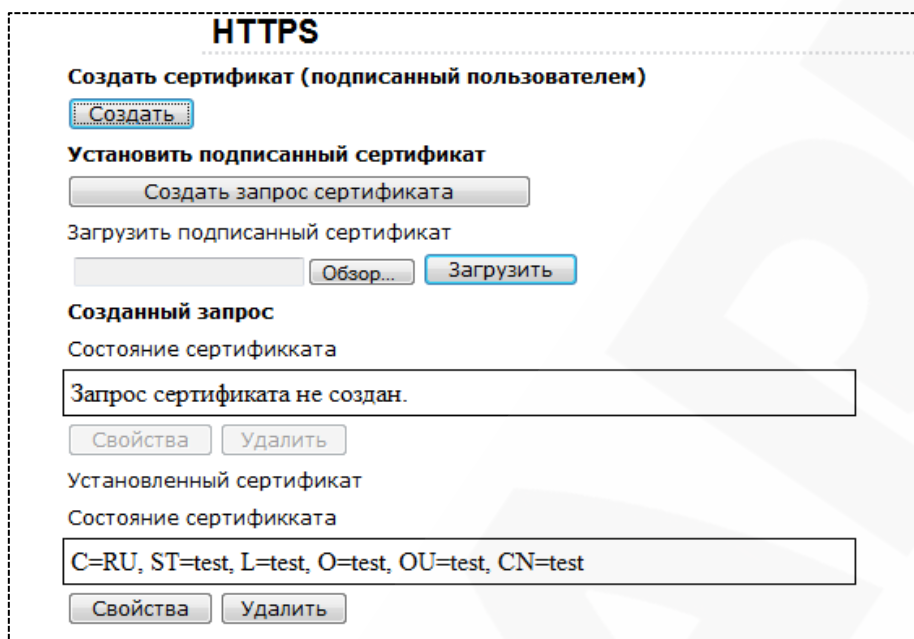 HTTPS
Создать сертификат (подписанный пользователем)
Создать
Установить подписанный сертификат
Создать запрос сертификата
Загрузить подписанный сертификат
Обзор... Загрузить
Созданный запрос
Состояние сертификката
Запрос сертификата не создан.
Свойства Удалить
Установленный сертификат
Состояние сертификката
C=RU, ST=test, L=test, O=test, OU=test, CN=test
Свойства Удалить